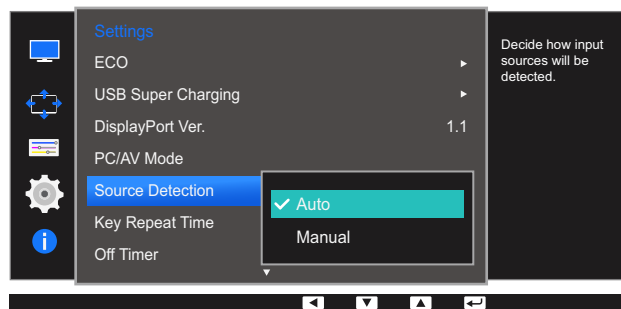 Settings
ECO
USB Super Charging
DisplayPort Ver. 1.1
PC/AV Mode
Source Detection
Auto
Key Repeat Time
Manual
Off Timer
Decide how input
sources will be
detected.